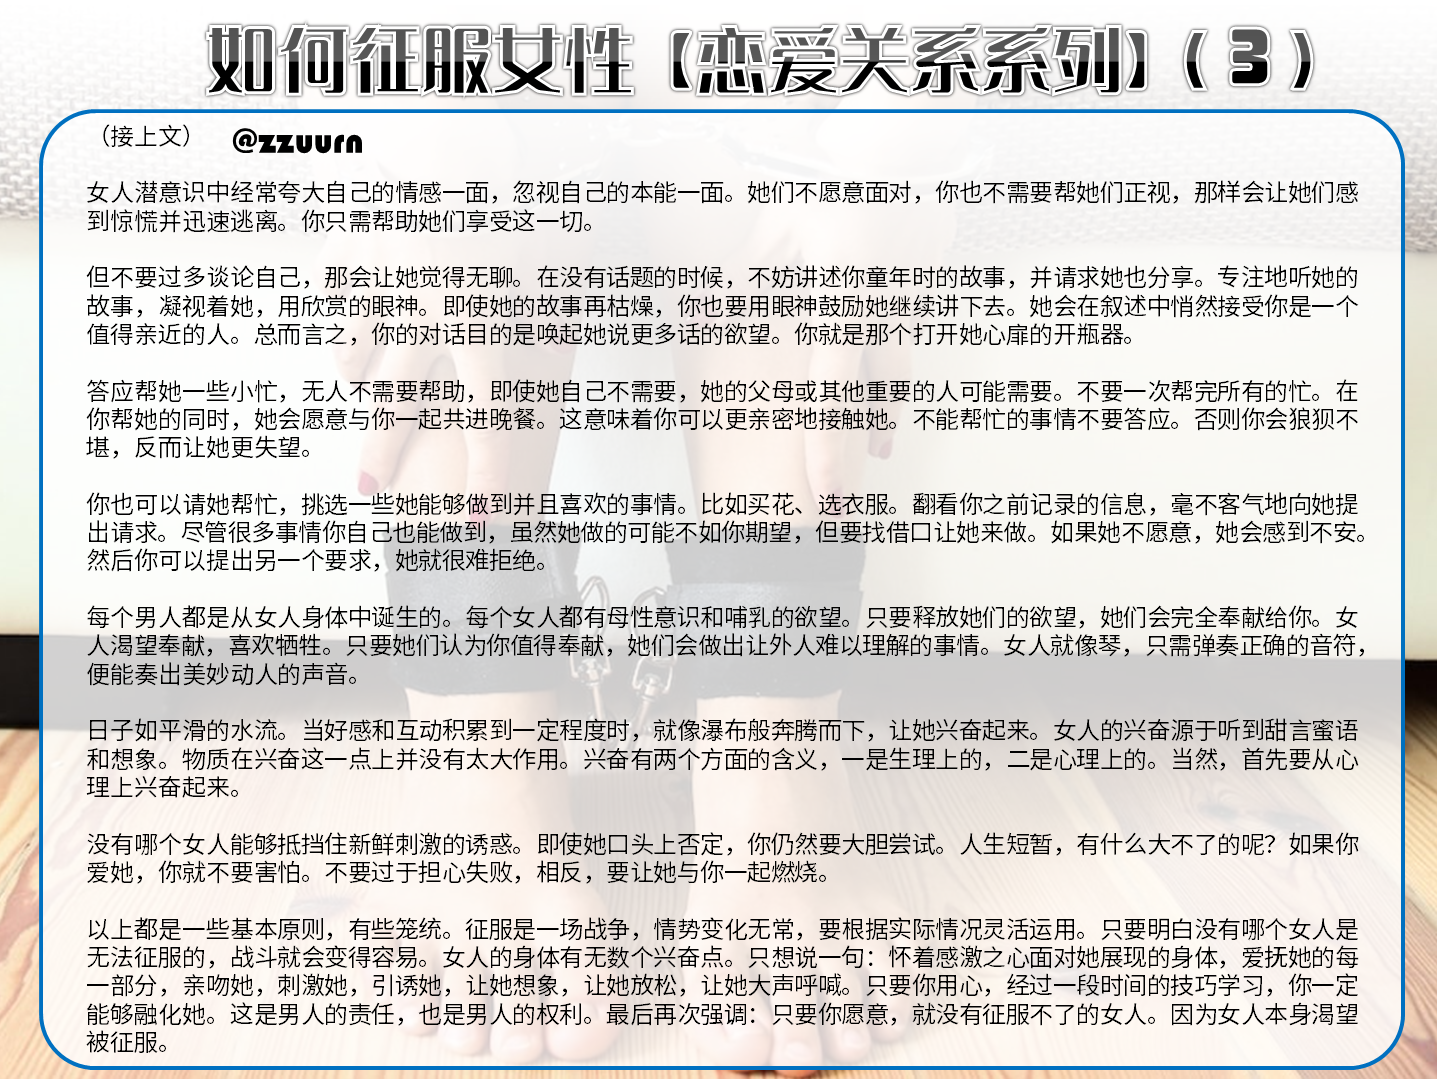 如何征服女性【恋爱关系系列】（3）
（接上文） @zzuurn
女人潜意识中经常夸大自己的情感一面，忽视自己的本能一面。她们不愿意面对，你也不需要帮她们正视，那样会让她们感
到惊慌并迅速逃离。你只需帮助她们享受这一切。
但不要过多谈论自己，那会让她觉得无聊。在没有话题的时候，不妨讲述你童年时的故事，并请求她也分享。专注地听她的
故事，凝视着她，用欣赏的眼神。即使她的故事再枯燥，你也要用眼神鼓励她继续讲下去。她会在叙述中悄然接受你是一个
值得亲近的人。总而言之，你的对话目的是唤起她说更多话的欲望。你就是那个打开她心扉的开瓶器。
答应帮她一些小忙，无人不需要帮助，即使她自己不需要，她的父母或其他重要的人可能需要。不要一次帮完所有的忙。在
你帮她的同时，她会愿意与你一起共进晚餐。这意味着你可以更亲密地接触她。不能帮忙的事情不要答应。否则你会狼狈不
堪，反而让她更失望。
你也可以请她帮忙，挑选一些她能够做到并且喜欢的事情。比如买花、选衣服。翻看你之前记录的信息，毫不客气地向她提
出请求。尽管很多事情你自己也能做到，虽然她做的可能不如你期望，但要找借口让她来做。如果她不愿意，她会感到不安。
然后你可以提出另一个要求，她就很难拒绝。
每个男人都是从女人身体中诞生的。每个女人都有母性意识和哺乳的欲望。只要释放她们的欲望，她们会完全奉献给你。女
人渴望奉献，喜欢牺牲。只要她们认为你值得奉献，她们会做出让外人难以理解的事情。女人就像琴，只需弹奏正确的音符，
便能奏出美妙动人的声音。
日子如平滑的水流。当好感和互动积累到一定程度时，就像瀑布般奔腾而下，让她兴奋起来。女人的兴奋源于听到甜言蜜语
和想象。物质在兴奋这一点上并没有太大作用。兴奋有两个方面的含义，一是生理上的，二是心理上的。当然，首先要从心
理上兴奋起来。
没有哪个女人能够抵挡住新鲜刺激的诱惑。即使她口头上否定，你仍然要大胆尝试。人生短暂，有什么大不了的呢？如果你
爱她，你就不要害怕。不要过于担心失败，相反，要让她与你一起燃烧。
以上都是一些基本原则，有些笼统。征服是一场战争，情势变化无常，要根据实际情况灵活运用。只要明白没有哪个女人是
无法征服的，战斗就会变得容易。女人的身体有无数个兴奋点。只想说一句：怀着感激之心面对她展现的身体，爱抚她的每
一部分，亲吻她，刺激她，引诱她，让她想象，让她放松，让她大声呼喊。只要你用心，经过一段时间的技巧学习，你一定
能够融化她。这是男人的责任，也是男人的权利。最后再次强调：只要你愿意，就没有征服不了的女人。因为女人本身渴望
被征服。